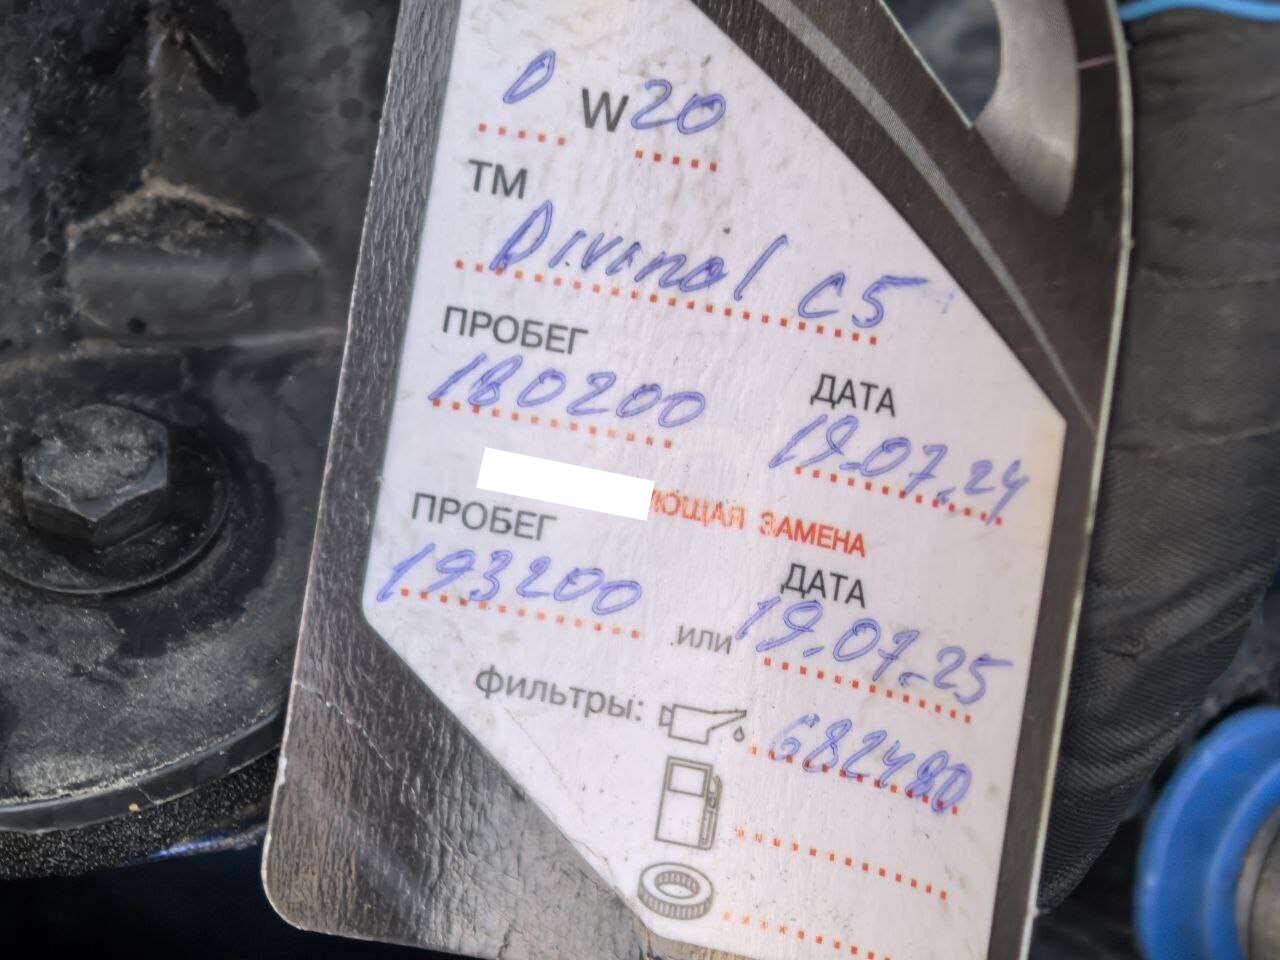 0 W 20
ТМ
Divinol C5
ПРОБЕГ ДАТА
180200 19.07.24
ЮЩАЯ ЗАМЕНА
ПРОБЕГ ДАТА
193200 или 19.07.25
фильтры: 682480